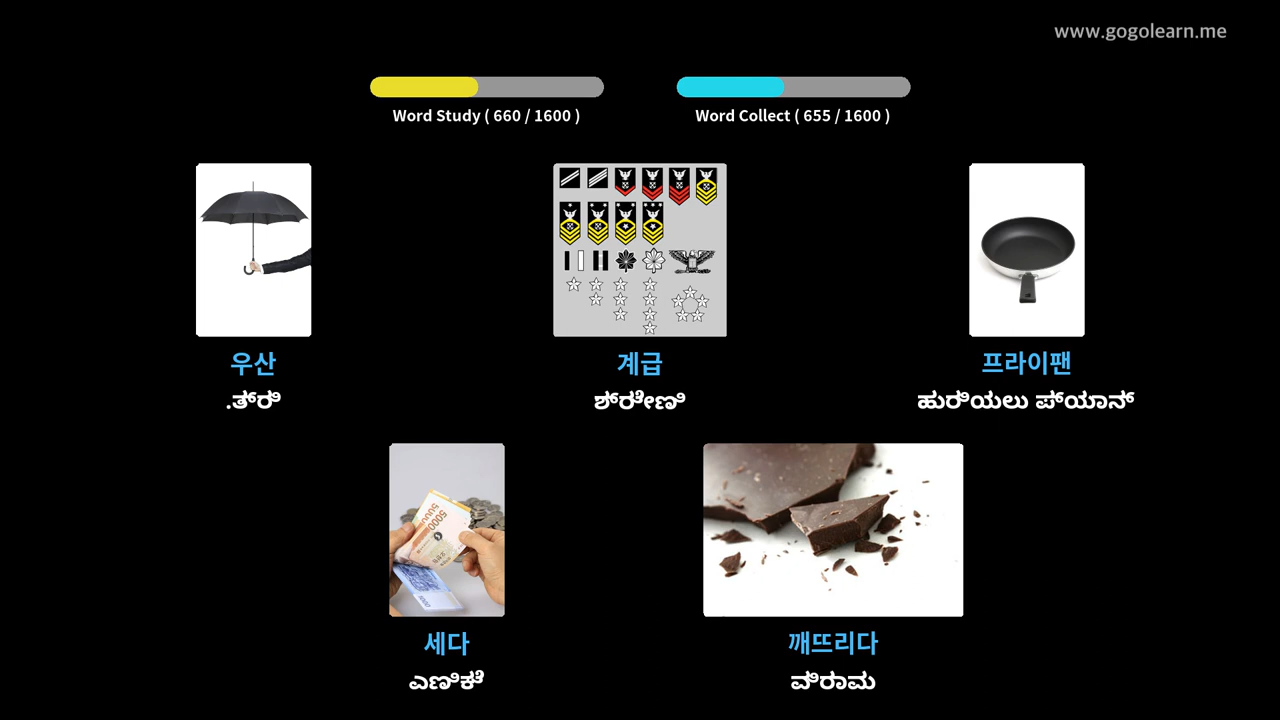 www.gogolearn.me
Word Study ( 660 / 1600 )
Word Collect ( 655 / 1600 )
우산
.ತ್ರಿ
계급
ಶ್ರೇಣಿ
프라이팬
ಹುರಿಯಲು ಪ್ಯಾನ್
세다
ಎಣಿಕೆ
깨뜨리다
ವಿರಾಮ